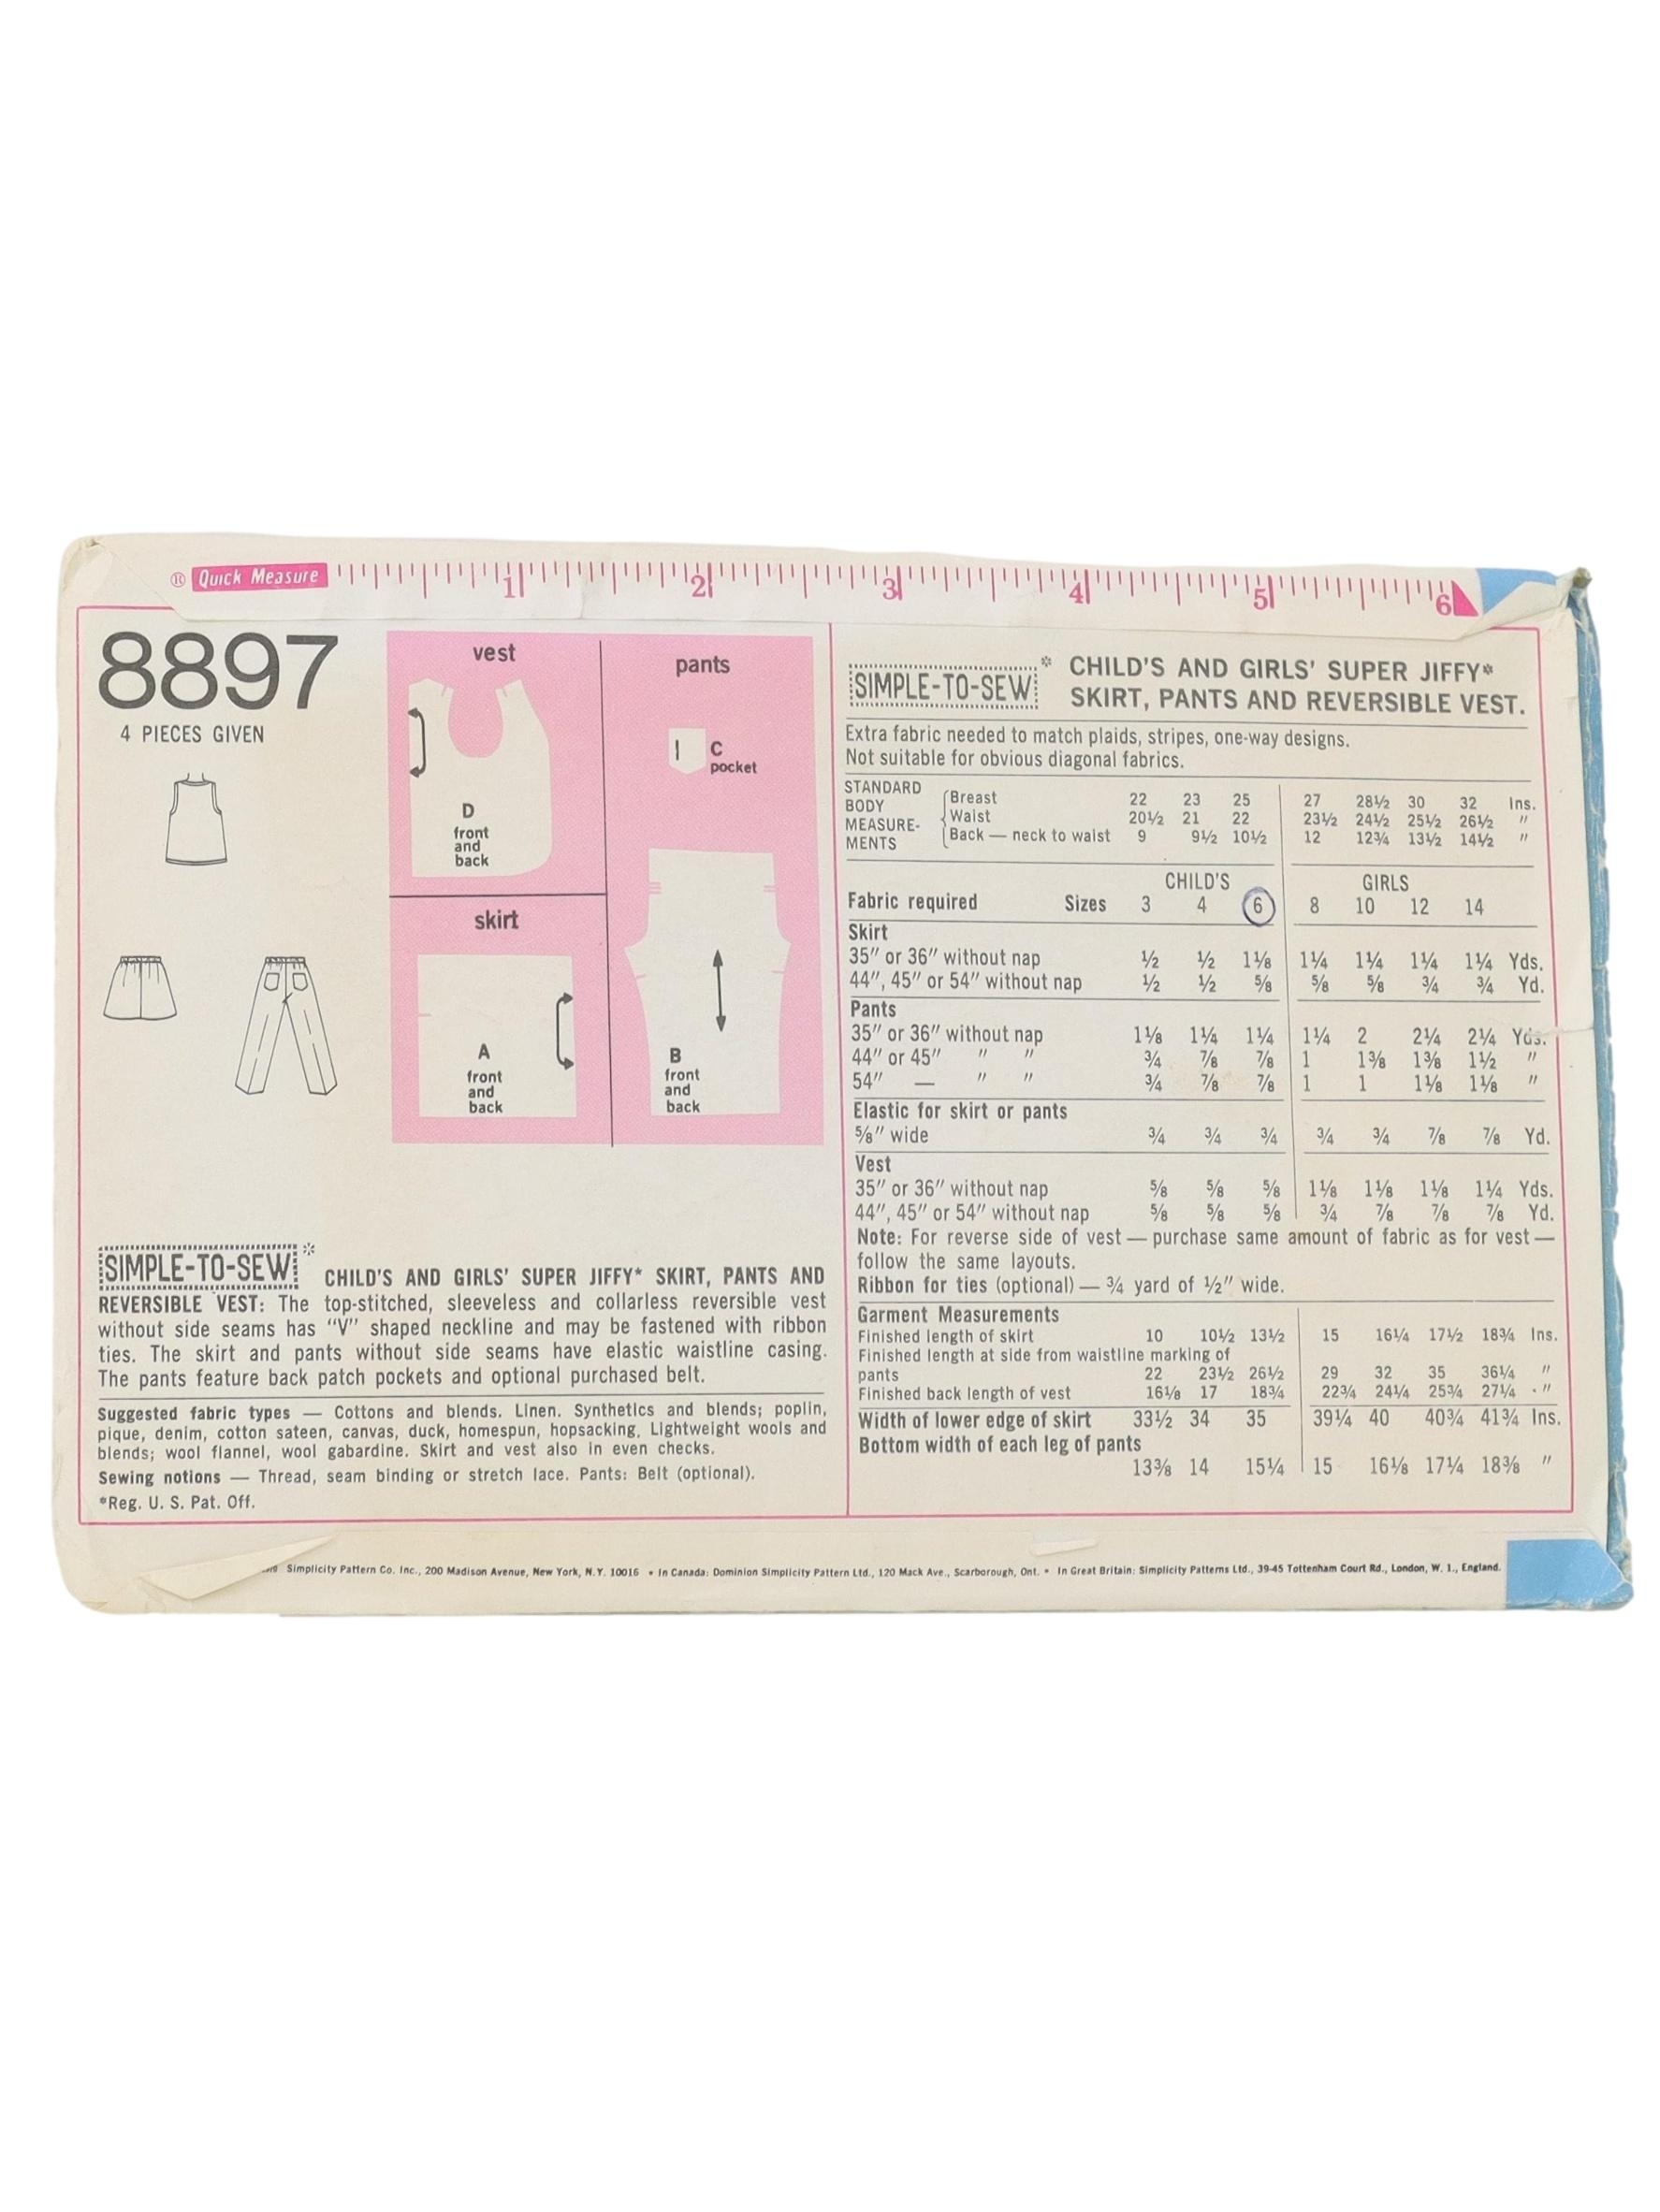 ® Quick Measure 1 2 3 4 5 6
8897
4 PIECES GIVEN
vest
D
front
and
back
skirt
A
front
and
back
pants
C
pocket
B
front
and
back
SIMPLE-TO-SEW* CHILD'S AND GIRLS' SUPER JIFFY* SKIRT, PANTS AND
REVERSIBLE VEST: The top-stitched, sleeveless and collarless reversible vest
without side seams has "V" shaped neckline and may be fastened with ribbon
ties. The skirt and pants without side seams have elastic waistline casing.
The pants feature back patch pockets and optional purchased belt.
Suggested fabric types — Cottons and blends. Linen. Synthetics and blends; poplin,
pique, denim, cotton sateen, canvas, duck, homespun, hopsacking. Lightweight wools and
blends; wool flannel, wool gabardine. Skirt and vest also in even checks.
Sewing notions — Thread, seam binding or stretch lace. Pants: Belt (optional).
*Reg. U. S. Pat. Off.
SIMPLE-TO-SEW* CHILD'S AND GIRLS' SUPER JIFFY*
SKIRT, PANTS AND REVERSIBLE VEST.
Extra fabric needed to match plaids, stripes, one-way designs.
Not suitable for obvious diagonal fabrics.
STANDARD
BODY
MEASURE-
MENTS
Breast 22 23 25 27 28½ 30 32 Ins.
Waist 20½ 21 22 23½ 24½ 25½ 26½ "
Back — neck to waist 9 9½ 10½ 12 12¾ 13½ 14½ "
CHILD'S GIRLS
Fabric required Sizes 3 4 6 8 10 12 14
Skirt
35" or 36" without nap ½ ½ 1⅛ 1¼ 1¼ 1¼ 1¼ Yds.
44", 45" or 54" without nap ½ ½ ⅝ ⅝ ⅝ ¾ ¾ Yd.
Pants
35" or 36" without nap 1⅛ 1¼ 1¼ 1¼ 2 2¼ 2¼ Yds.
44" or 45" " " ¾ ⅞ ⅞ 1 1⅜ 1⅜ 1½ "
54" — " " ¾ ⅞ ⅞ 1 1 1⅛ 1⅛ "
Elastic for skirt or pants
⅝" wide ¾ ¾ ¾ ¾ ¾ ⅞ ⅞ Yd.
Vest
35" or 36" without nap ⅝ ⅝ ⅝ 1⅛ 1⅛ 1⅛ 1¼ Yds.
44", 45" or 54" without nap ⅝ ⅝ ⅝ ¾ ⅞ ⅞ ⅞ Yd.
Note: For reverse side of vest — purchase same amount of fabric as for vest —
follow the same layouts.
Ribbon for ties (optional) — ¾ yard of ½" wide.
Garment Measurements
Finished length of skirt 10 10½ 13½ 15 16¼ 17½ 18¾ Ins.
Finished length at side from waistline marking of
pants 22 23½ 26½ 29 32 35 36¼ "
Finished back length of vest 16⅛ 17 18¾ 22¾ 24¼ 25¾ 27¼ "
Width of lower edge of skirt 33½ 34 35 39¼ 40 40¾ 41¾ Ins.
Bottom width of each leg of pants
13⅜ 14 15¼ 15 16⅛ 17¼ 18⅜ "
Simplicity Pattern Co. Inc., 200 Madison Avenue, New York, N.Y. 10016 • In Canada: Dominion Simplicity Pattern Ltd., 120 Mack Ave., Scarborough, Ont. • In Great Britain: Simplicity Patterns Ltd., 39-45 Tottenham Court Rd., London, W. 1., England.